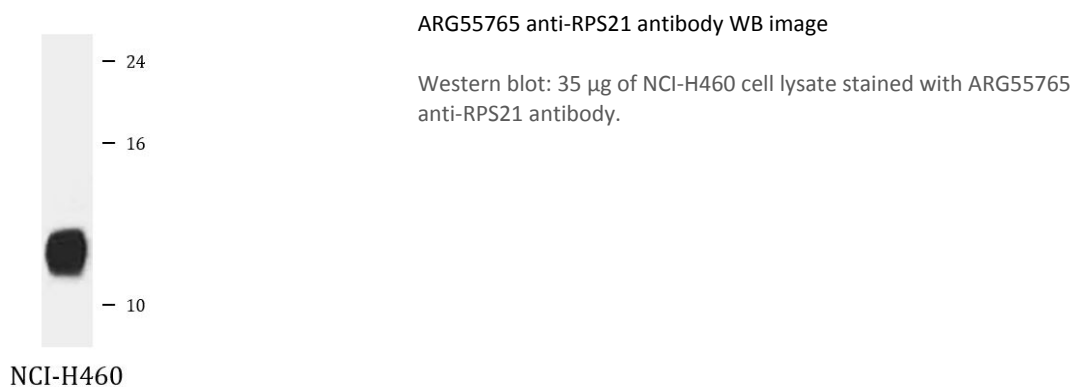 ARG55765 anti-RPS21 antibody WB image
Western blot: 35 µg of NCI-H460 cell lysate stained with ARG55765
anti-RPS21 antibody.
– 24
– 16
– 10
NCI-H460